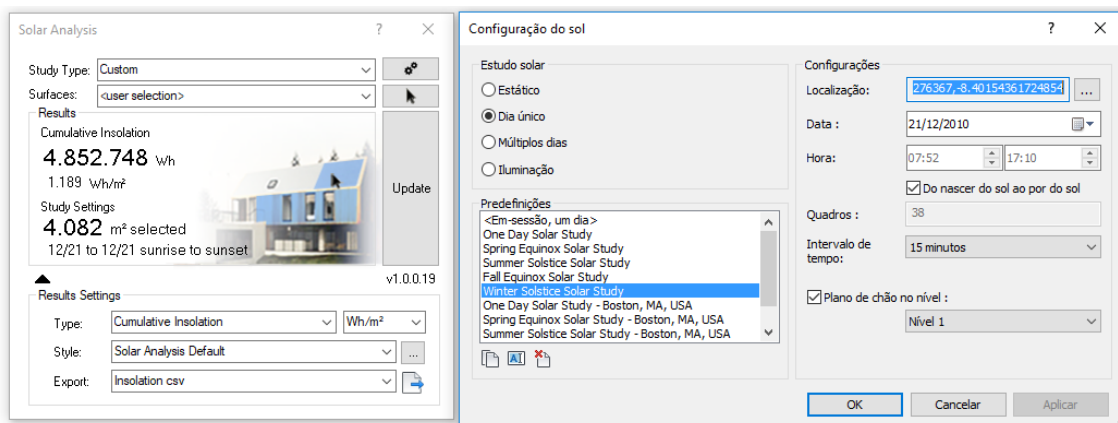 Solar Analysis
?
Study Type: Custom
Surfaces: <user selection>
Results
Cumulative Insolation
4.852.748 Wh
1.189 Wh/m²
Study Settings
4.082 m² selected
12/21 to 12/21 sunrise to sunset
Update
v1.0.0.19
Results Settings
Type: Cumulative Insolation Wh/m²
Style: Solar Analysis Default ...
Export: Insolation csv
Configuração do sol
?
Estudo solar
Estático
Dia único
Múltiplos dias
Iluminação
Predefinições
<Em-sessão, um dia>
One Day Solar Study
Spring Equinox Solar Study
Summer Solstice Solar Study
Fall Equinox Solar Study
Winter Solstice Solar Study
One Day Solar Study - Boston, MA, USA
Spring Equinox Solar Study - Boston, MA, USA
Summer Solstice Solar Study - Boston, MA, USA
AI
Configurações
Localização: 276367,-8.40154361724854 ...
Data : 21/12/2010
Hora: 07:52 17:10
Do nascer do sol ao por do sol
Quadros : 38
Intervalo de
tempo: 15 minutos
Plano de chão no nível :
Nível 1
OK
Cancelar
Aplicar